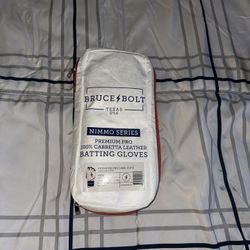 BRUCE BOLT
TEXAS
USA
NIMMO SERIES
PREMIUM PRO
100% CABRETTA LEATHER
BATTING GLOVES